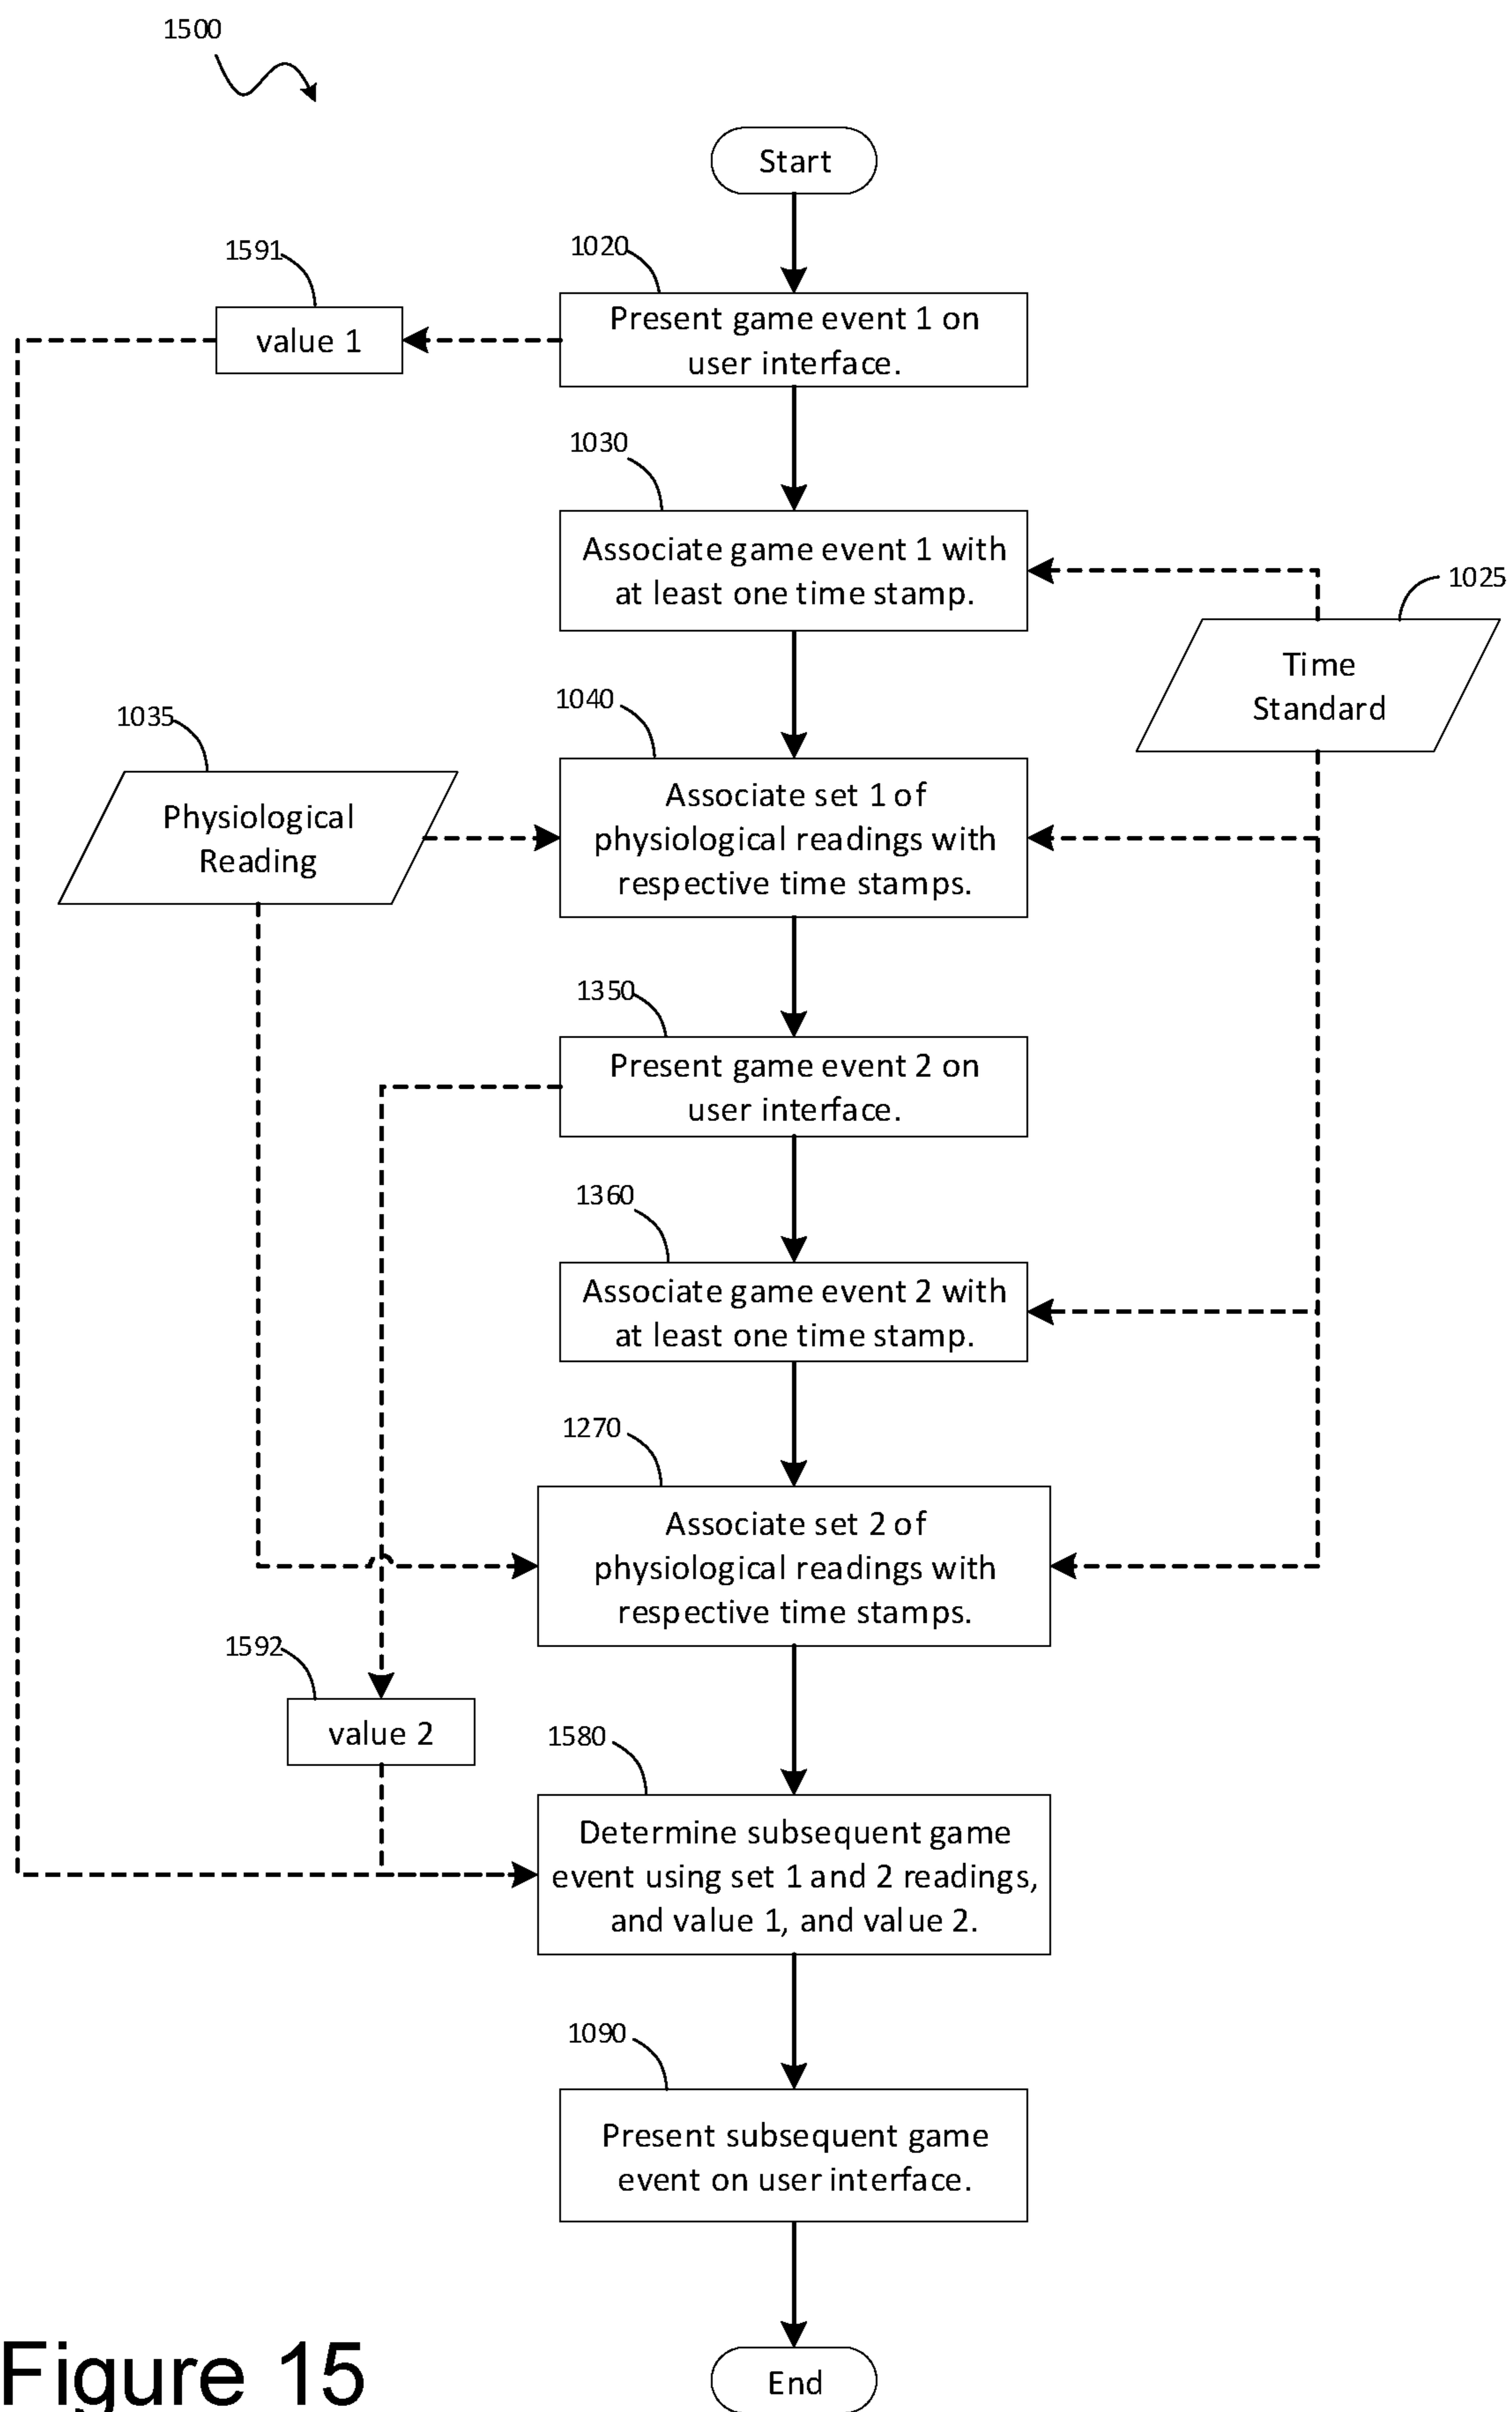 1500
Start
1591
1020
value 1
Present game event 1 on
user interface.
1030
Associate game event 1 with
at least one time stamp.
1025
Time
Standard
1035
Physiological
Reading
1040
Associate set 1 of
physiological readings with
respective time stamps.
1350
Present game event 2 on
user interface.
1360
Associate game event 2 with
at least one time stamp.
1270
Associate set 2 of
physiological readings with
respective time stamps.
1592
value 2
1580
Determine subsequent game
event using set 1 and 2 readings,
and value 1, and value 2.
1090
Present subsequent game
event on user interface.
End
Figure 15